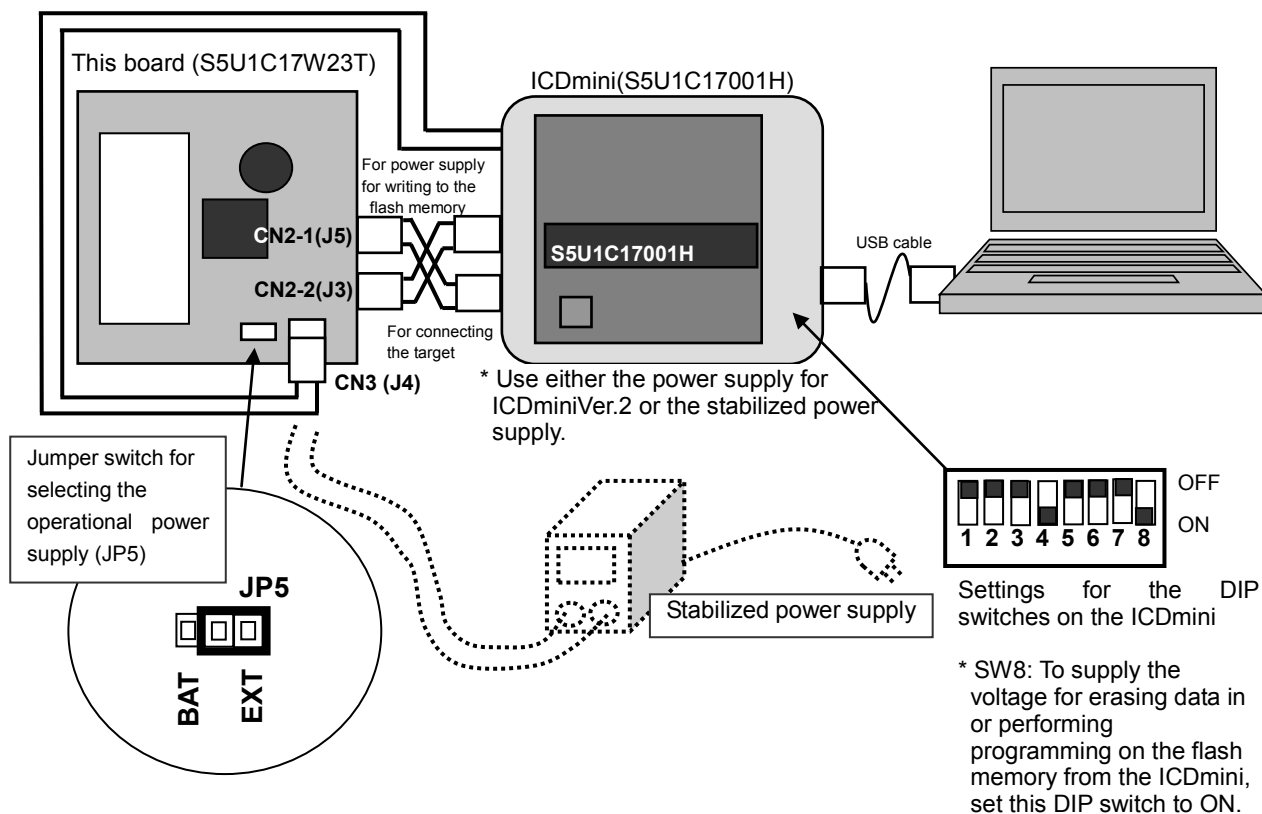 This board (S5U1C17W23T)
ICDmini(S5U1C17001H)
For power supply
for writing to the
flash memory
CN2-1(J5)
S5U1C17001H
USB cable
CN2-2(J3)
For connecting
the target
CN3 (J4)
* Use either the power supply for
ICDminiVer.2 or the stabilized power
supply.
Jumper switch for
selecting the
operational power
supply (JP5)
OFF
ON
1 2 3 4 5 6 7 8
JP5
BAT
EXT
Stabilized power supply
Settings for the DIP
switches on the ICDmini
* SW8: To supply the
voltage for erasing data in
or performing
programming on the flash
memory from the ICDmini,
set this DIP switch to ON.